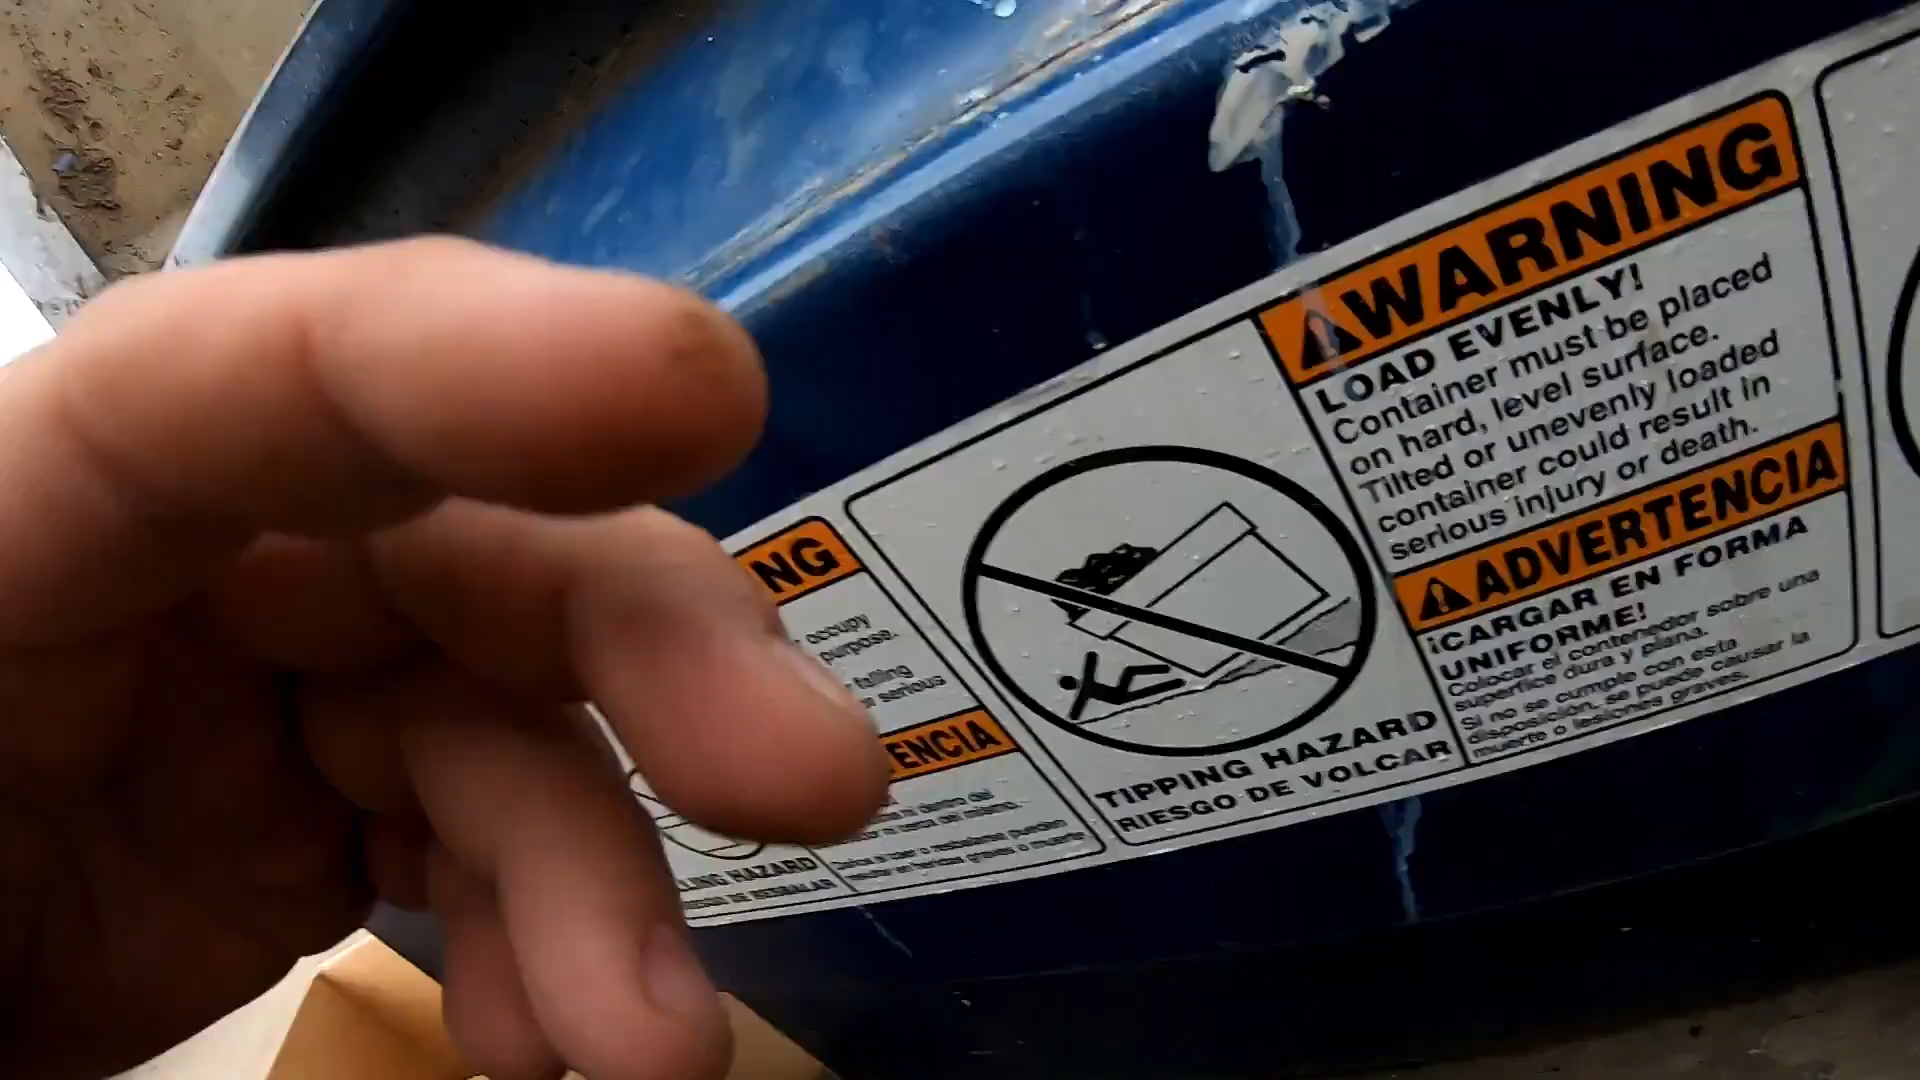 WARNING
LOAD EVENLY!
Container must be placed
on hard, level surface.
Tilted or unevenly loaded
container could result in
serious injury or death.
ADVERTENCIA
¡CARGAR EN FORMA
UNIFORME!
Colocar el contenedor sobre una
superfice dura y plana.
Si no se cumple con esta
disposición, se puede causar la
muerte o lesiones graves.
TIPPING HAZARD
RIESGO DE VOLCAR
NG
occupy
purpose.
falling
serious
ENCIA
HAZARD